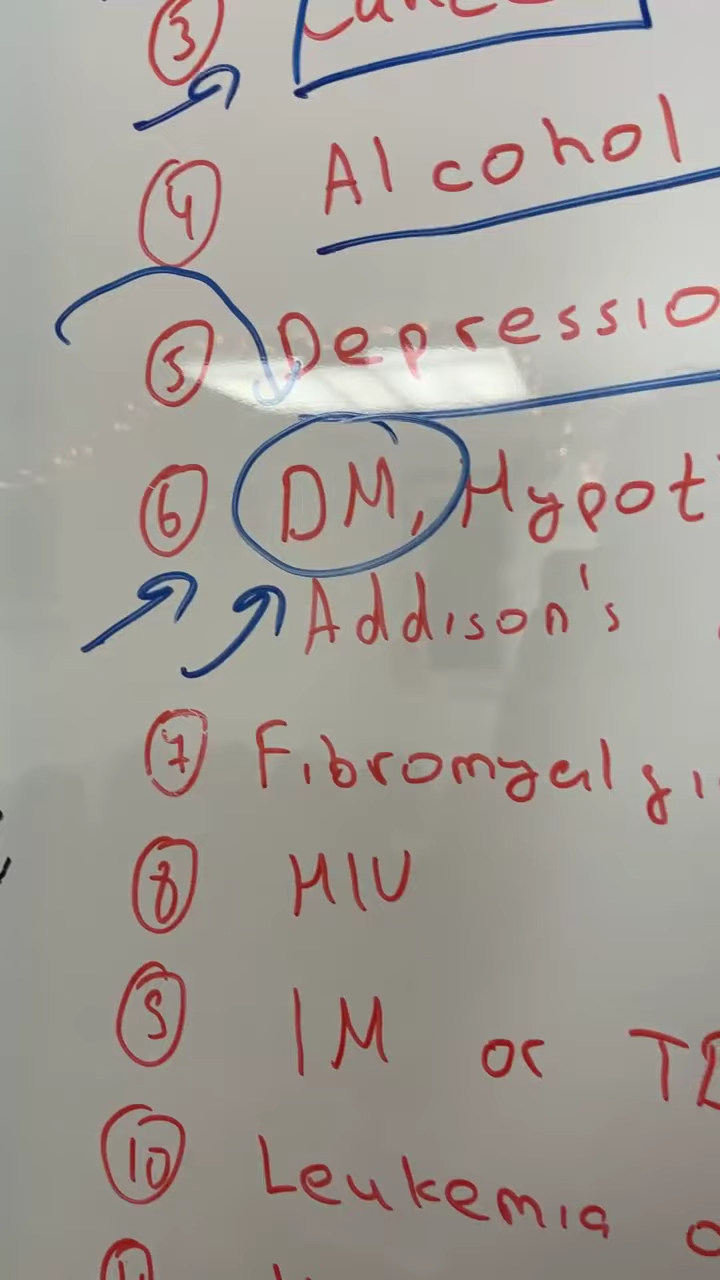 3
4 Alcohol
5 Depressio
6 DM, Hypot
Addison's
7 Fibromyalgi
8 HIV
9 IM or
10 Leukemia